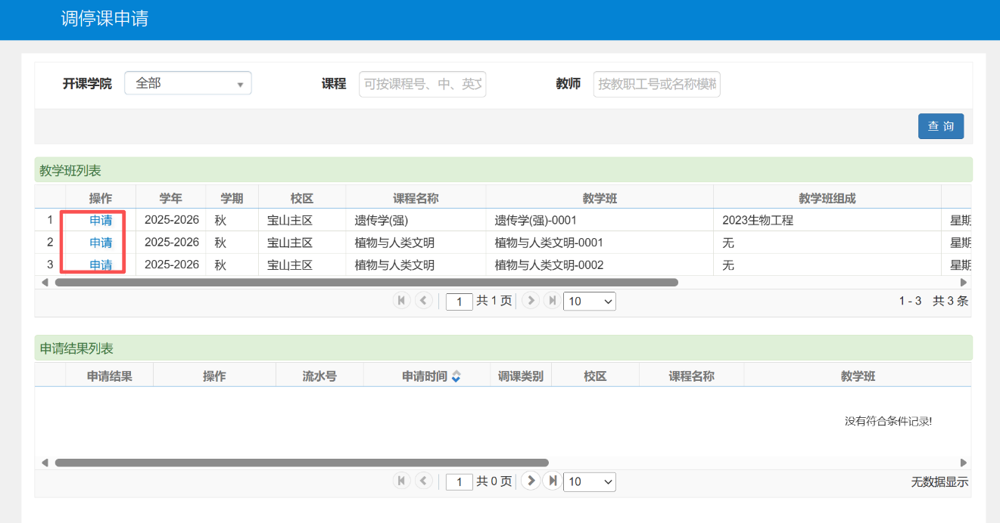 调停课申请
开课学院 全部 课程 可按课程号、中、英文 教师 按教职工号或名称模糊
查 询
教学班列表
操作 学年 学期 校区 课程名称 教学班 教学班组成
1 申请 2025-2026 秋 宝山主区 遗传学(强) 遗传学(强)-0001 2023生物工程 星期
2 申请 2025-2026 秋 宝山主区 植物与人类文明 植物与人类文明-0001 无 星期
3 申请 2025-2026 秋 宝山主区 植物与人类文明 植物与人类文明-0002 无 星期
1 共 1 页 10 1 - 3 共 3 条
申请结果列表
申请结果 操作 流水号 申请时间 调课类别 校区 课程名称 教学班
没有符合条件记录!
1 共 0 页 10 无数据显示